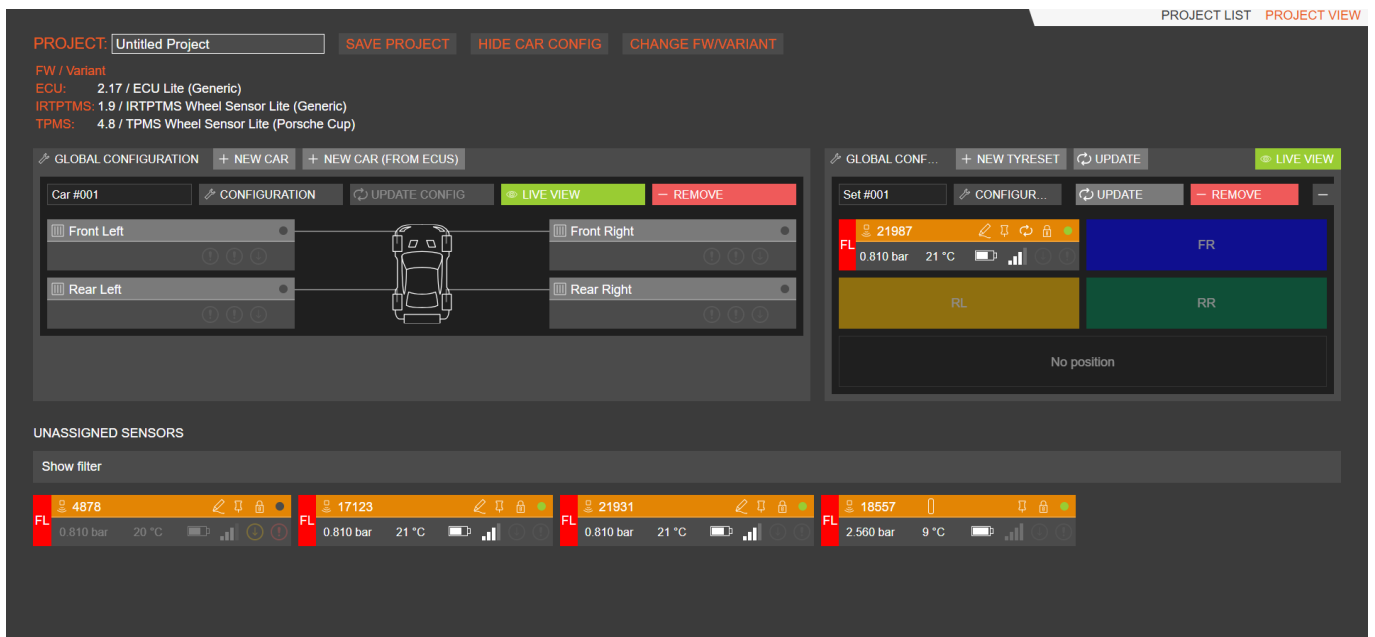 PROJECT LIST PROJECT VIEW
PROJECT: Untitled Project SAVE PROJECT HIDE CAR CONFIG CHANGE FW/VARIANT
FW / Variant
ECU: 2.17 / ECU Lite (Generic)
IRTPTMS: 1.9 / IRTPTMS Wheel Sensor Lite (Generic)
TPMS: 4.8 / TPMS Wheel Sensor Lite (Porsche Cup)
GLOBAL CONFIGURATION + NEW CAR + NEW CAR (FROM ECUS)
Car #001 CONFIGURATION UPDATE CONFIG LIVE VIEW − REMOVE
Front Left Front Right
Rear Left Rear Right
GLOBAL CONF... + NEW TYRESET UPDATE LIVE VIEW
Set #001 CONFIGUR... UPDATE − REMOVE −
FL 21987
0.810 bar 21 °C
FR
RL RR
No position
UNASSIGNED SENSORS
Show filter
FL 4878
0.810 bar 20 °C
FL 17123
0.810 bar 21 °C
FL 21931
0.810 bar 21 °C
FL 18557
2.560 bar 9 °C